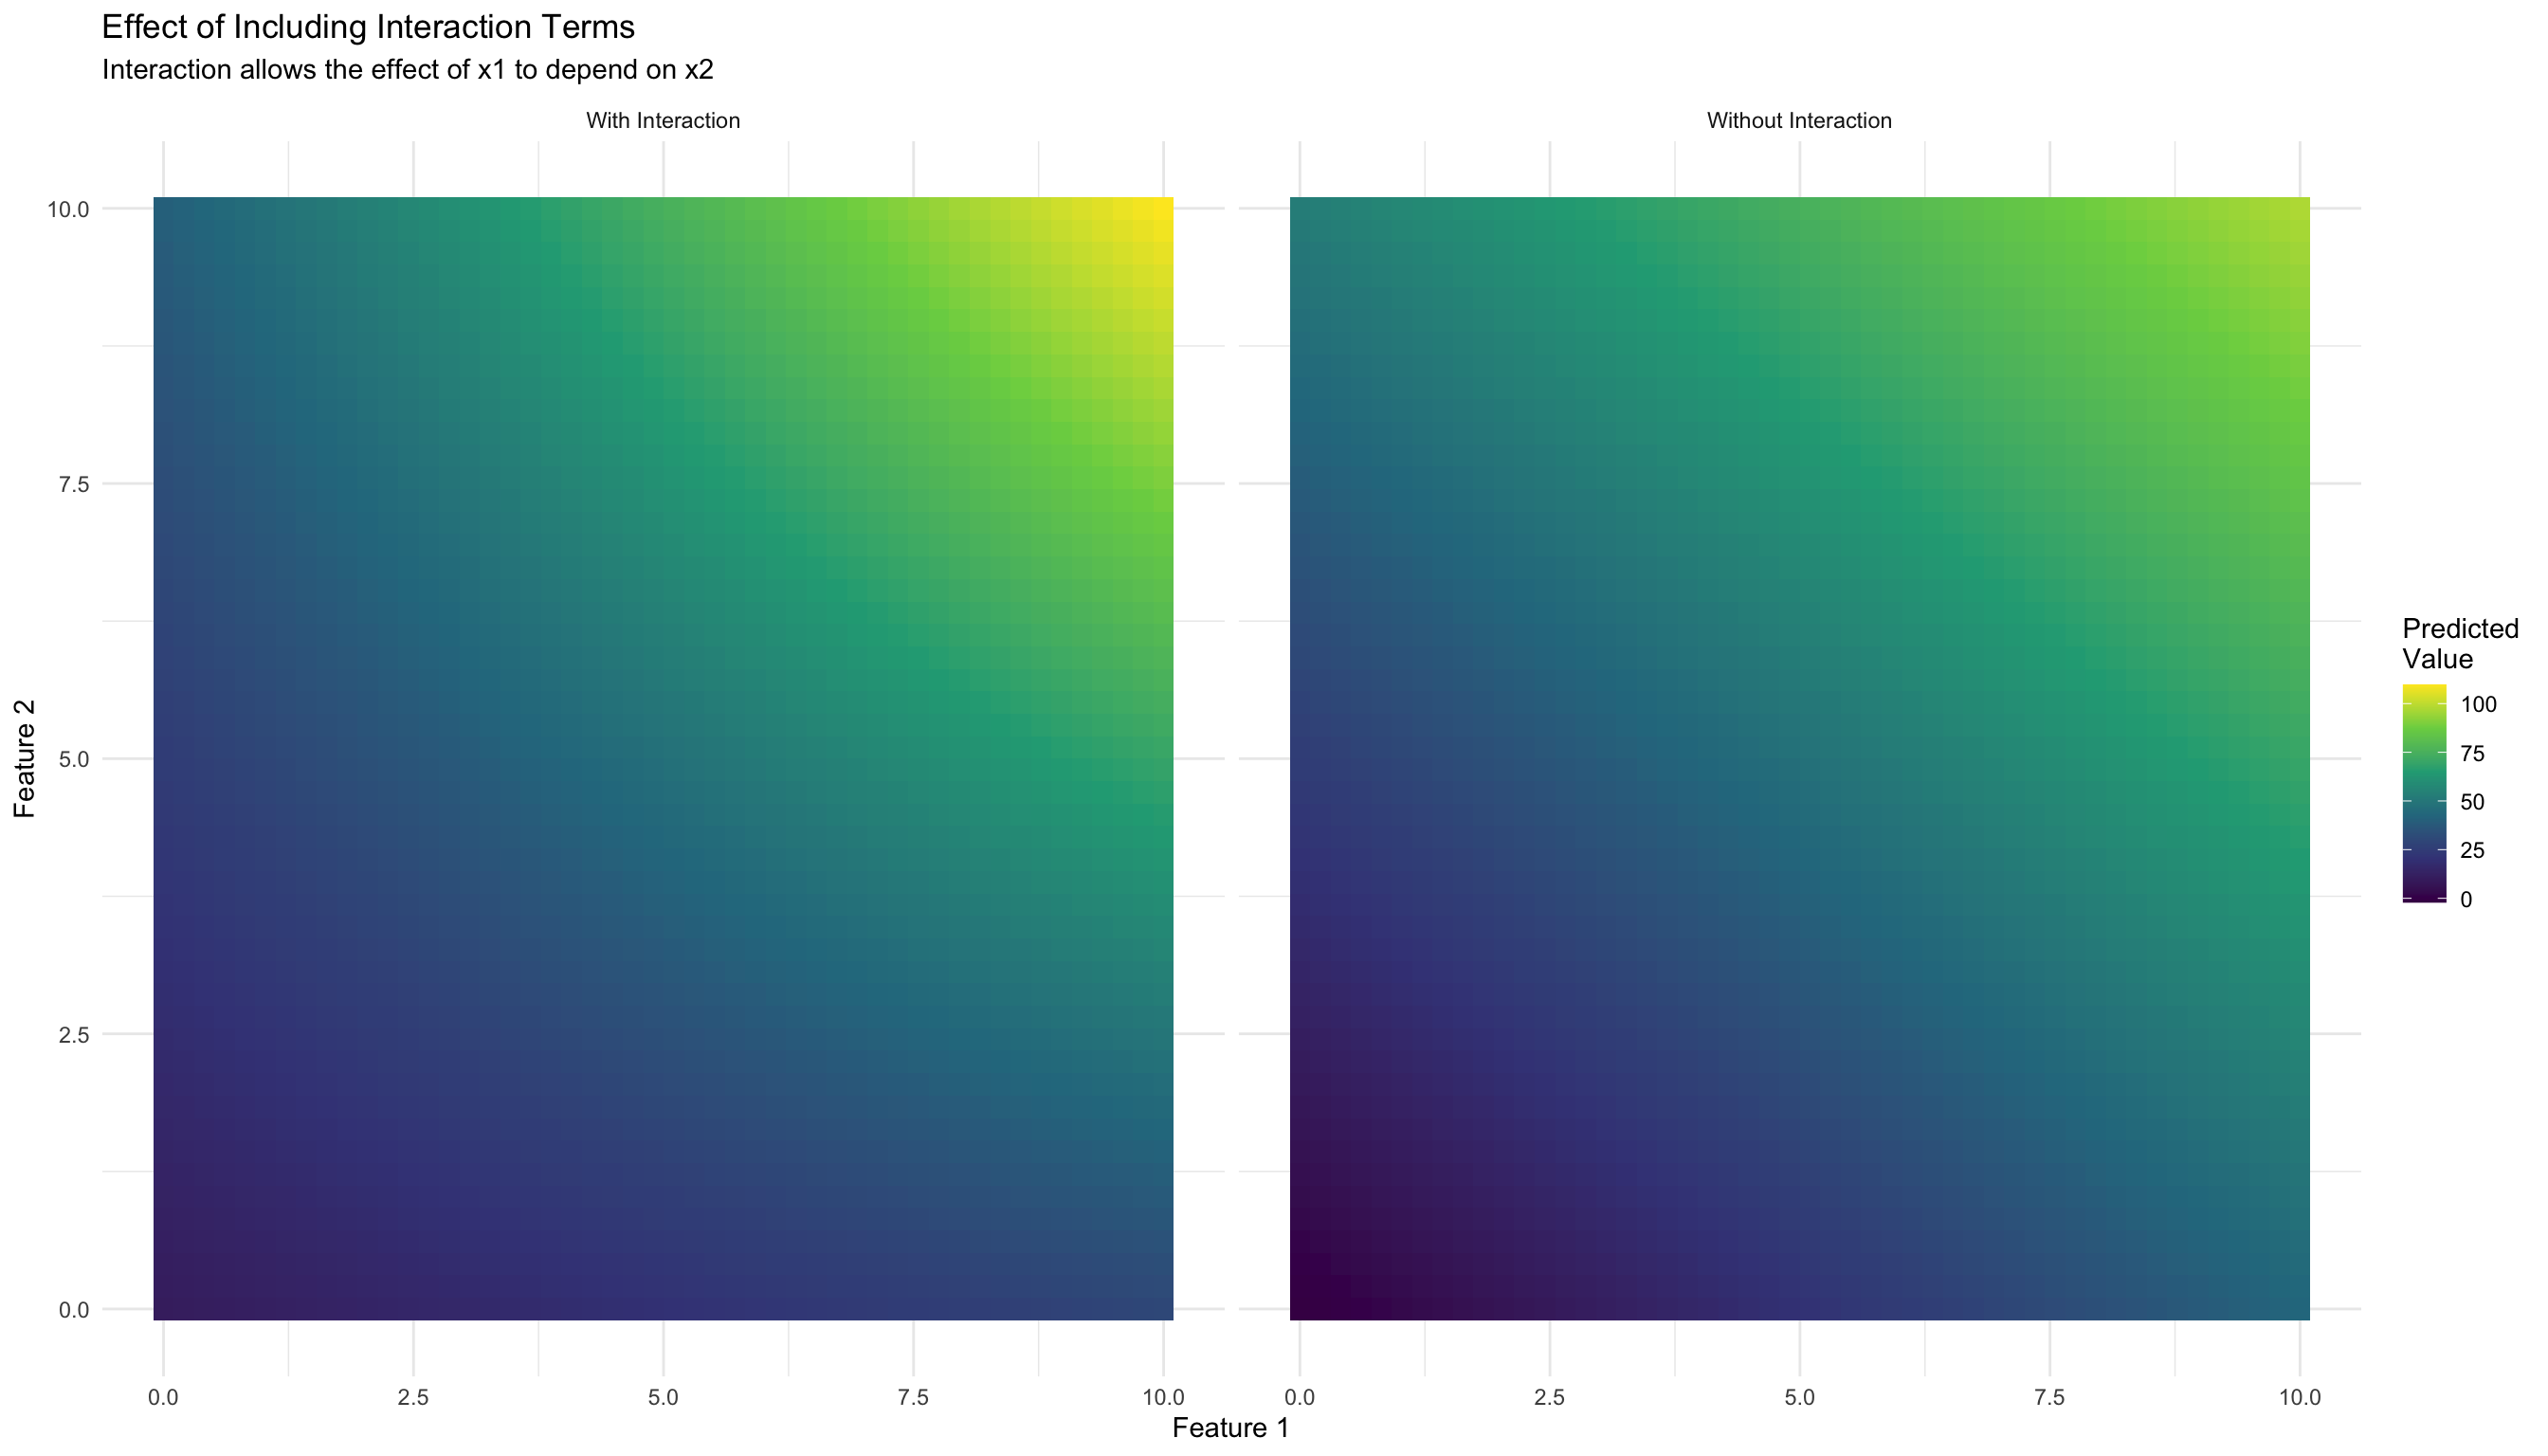 Effect of Including Interaction Terms
Interaction allows the effect of x1 to depend on x2
With Interaction
Without Interaction
10.0
7.5
5.0
2.5
0.0
Feature 2
0.0 2.5 5.0 7.5 10.0
0.0 2.5 5.0 7.5 10.0
Feature 1
Predicted
Value
100
75
50
25
0